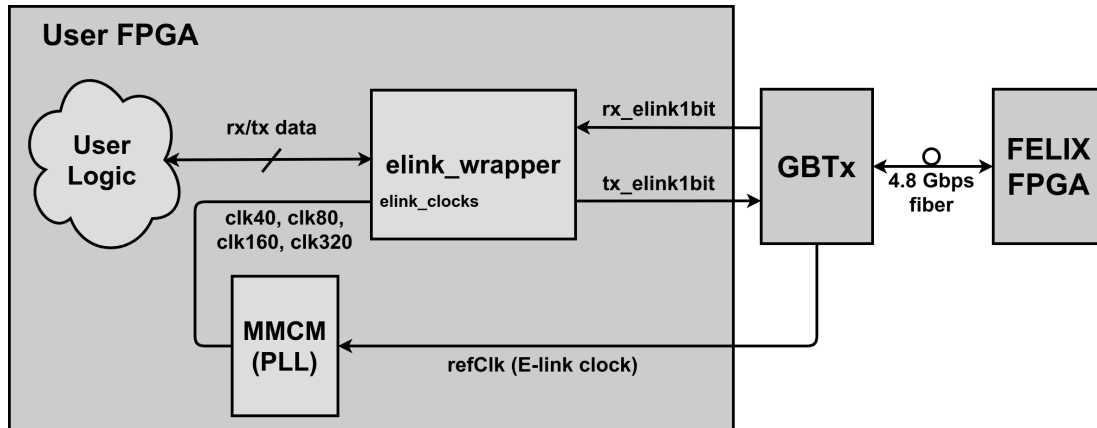 User FPGA
User
Logic
rx/tx data
elink_wrapper
elink_clocks
clk40, clk80,
clk160, clk320
MMCM
(PLL)
rx_elink1bit
tx_elink1bit
refClk (E-link clock)
GBTx
4.8 Gbps
fiber
FELIX
FPGA